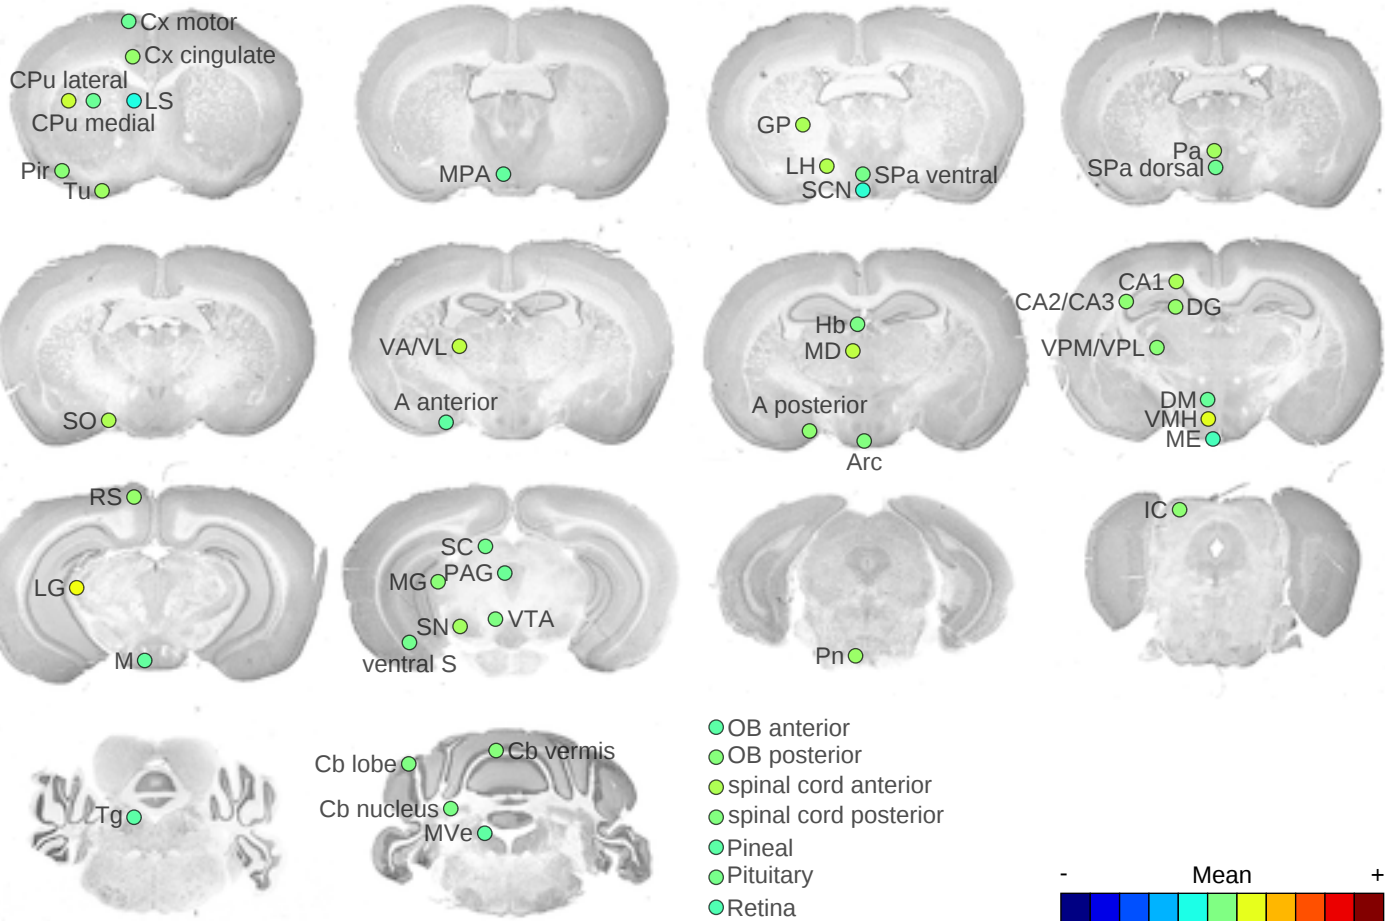 Cx motor
Cx cingulate
CPu lateral
LS
CPu medial
Pir
Tu
MPA
GP
LH
SPa ventral
SCN
Pa
SPa dorsal
SO
VA/VL
A anterior
Hb
MD
A posterior
Arc
CA1
CA2/CA3
DG
VPM/VPL
DM
VMH
ME
RS
LG
M
SC
PAG
MG
VTA
SN
ventral S
Pn
IC
Tg
Cb vermis
Cb lobe
Cb nucleus
MVe
OB anterior
OB posterior
spinal cord anterior
spinal cord posterior
Pineal
Pituitary
Retina
- Mean +